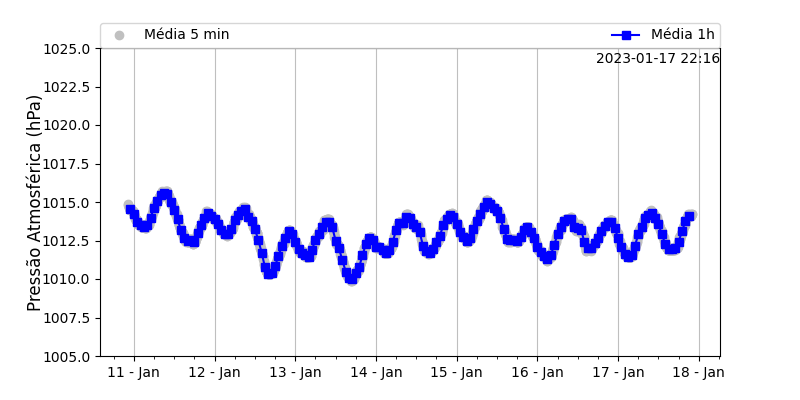 Média 5 min
Média 1h
2023-01-17 22:16
Pressão Atmosférica (hPa)
1025.0
1022.5
1020.0
1017.5
1015.0
1012.5
1010.0
1007.5
1005.0
11 - Jan
12 - Jan
13 - Jan
14 - Jan
15 - Jan
16 - Jan
17 - Jan
18 - Jan